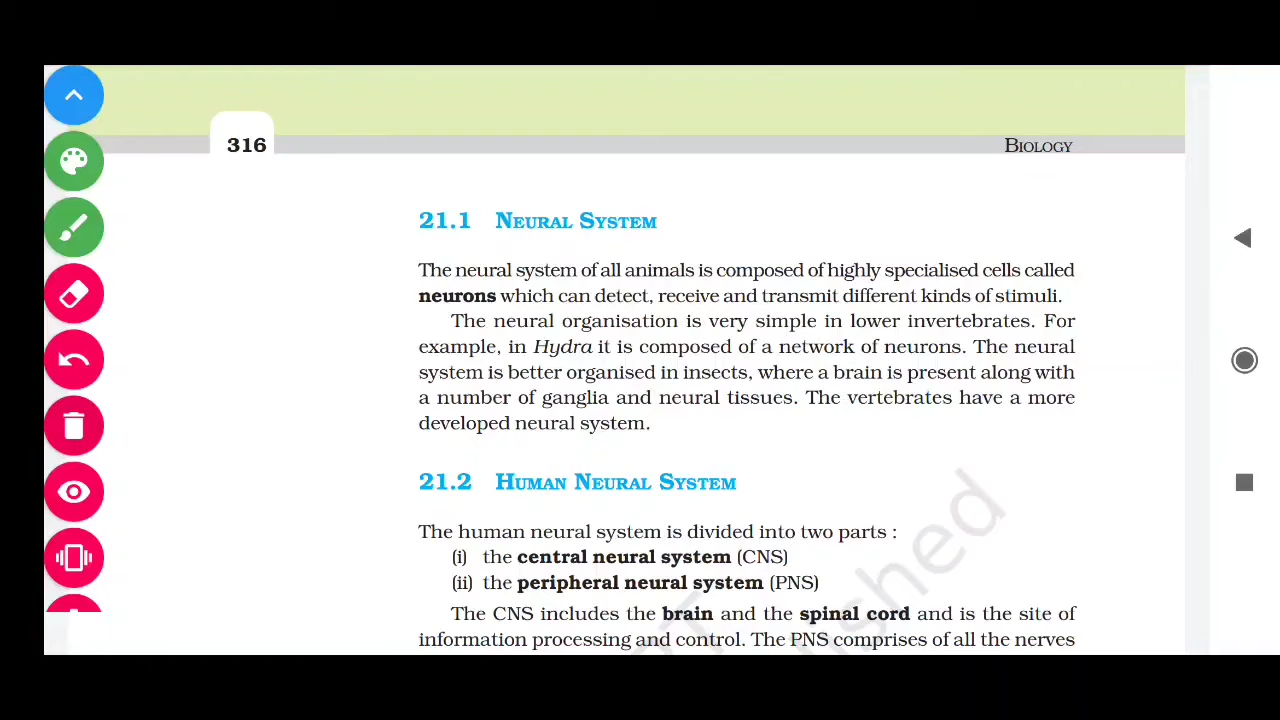 316
BIOLOGY
21.1 NEURAL SYSTEM
The neural system of all animals is composed of highly specialised cells called
neurons which can detect, receive and transmit different kinds of stimuli.
The neural organisation is very simple in lower invertebrates. For
example, in Hydra it is composed of a network of neurons. The neural
system is better organised in insects, where a brain is present along with
a number of ganglia and neural tissues. The vertebrates have a more
developed neural system.
21.2 HUMAN NEURAL SYSTEM
The human neural system is divided into two parts :
(i) the central neural system (CNS)
(ii) the peripheral neural system (PNS)
The CNS includes the brain and the spinal cord and is the site of
information processing and control. The PNS comprises of all the nerves